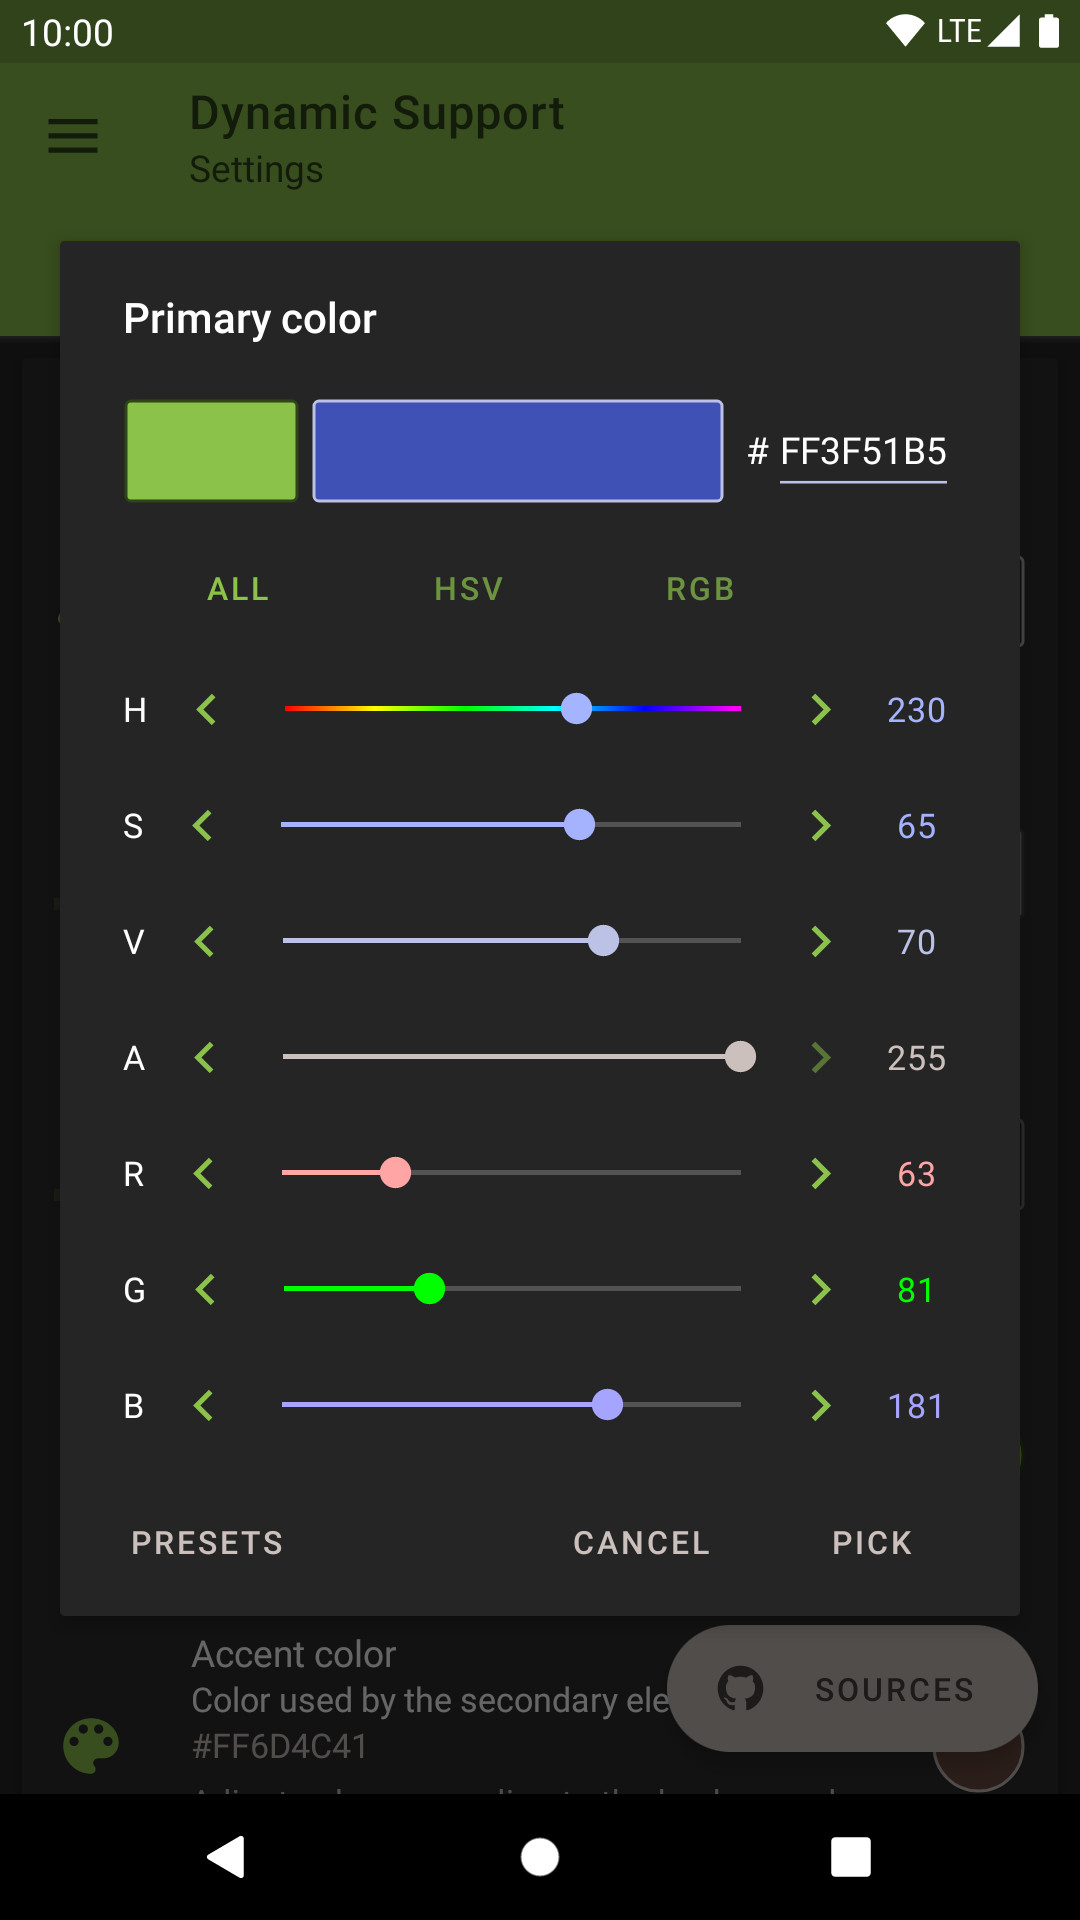 10:00 LTE
Dynamic Support
Settings
Primary color
# FF3F51B5
ALL HSV RGB
H 230
S 65
V 70
A 255
R 63
G 81
B 181
PRESETS CANCEL PICK
Accent color
Color used by the secondary ele
#FF6D4C41
SOURCES